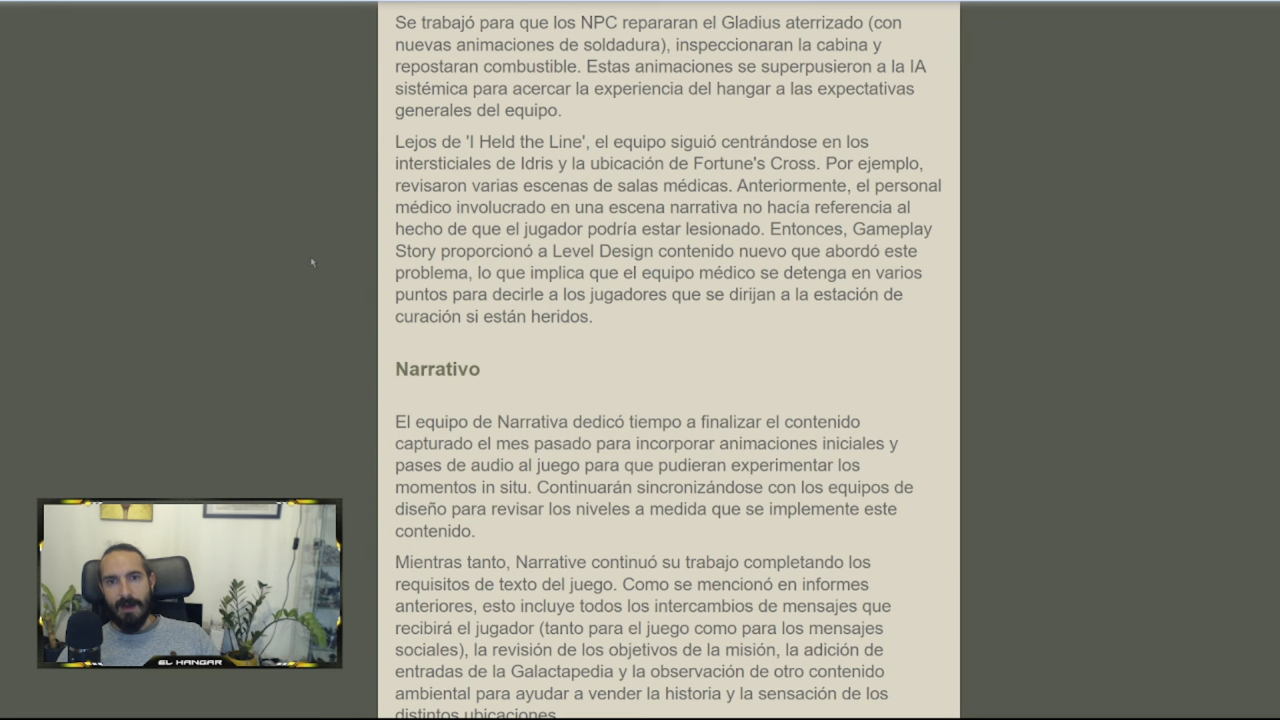 Se trabajó para que los NPC repararan el Gladius aterrizado (con
nuevas animaciones de soldadura), inspeccionaran la cabina y
repostaran combustible. Estas animaciones se superpusieron a la IA
sistémica para acercar la experiencia del hangar a las expectativas
generales del equipo.
Lejos de 'I Held the Line', el equipo siguió centrándose en los
intersticiales de Idris y la ubicación de Fortune's Cross. Por ejemplo,
revisaron varias escenas de salas médicas. Anteriormente, el personal
médico involucrado en una escena narrativa no hacía referencia al
hecho de que el jugador podría estar lesionado. Entonces, Gameplay
Story proporcionó a Level Design contenido nuevo que abordó este
problema, lo que implica que el equipo médico se detenga en varios
puntos para decirle a los jugadores que se dirijan a la estación de
curación si están heridos.
Narrativo
El equipo de Narrativa dedicó tiempo a finalizar el contenido
capturado el mes pasado para incorporar animaciones iniciales y
pases de audio al juego para que pudieran experimentar los
momentos in situ. Continuarán sincronizándose con los equipos de
diseño para revisar los niveles a medida que se implemente este
contenido.
Mientras tanto, Narrative continuó su trabajo completando los
requisitos de texto del juego. Como se mencionó en informes
anteriores, esto incluye todos los intercambios de mensajes que
recibirá el jugador (tanto para el juego como para los mensajes
sociales), la revisión de los objetivos de la misión, la adición de
entradas de la Galactapedia y la observación de otro contenido
ambiental para ayudar a vender la historia y la sensación de los
distintos ubicaciones.
EL HANGAR